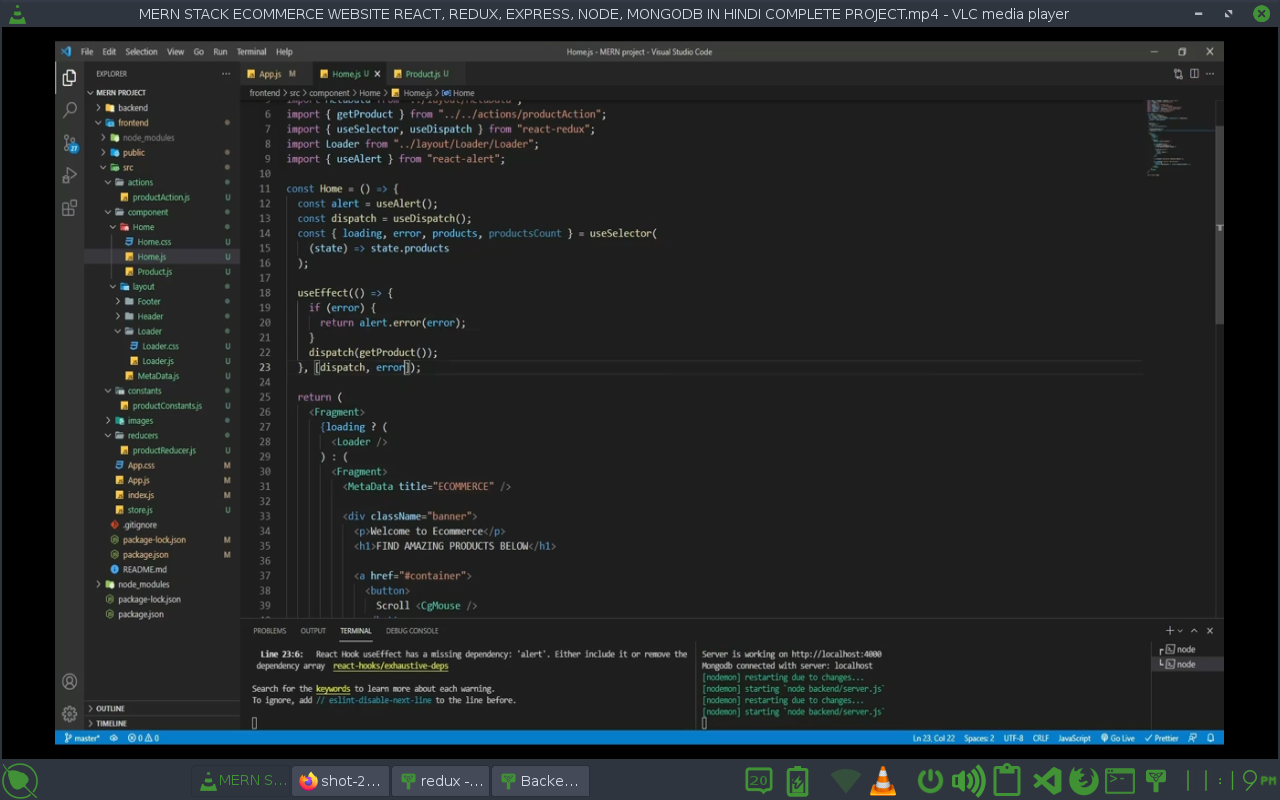 MERN STACK ECOMMERCE WEBSITE REACT, REDUX, EXPRESS, NODE, MONGODB IN HINDI COMPLETE PROJECT.mp4 - VLC media player
File Edit Selection View Go Run Terminal Help
Home.js - MERN project - Visual Studio Code
EXPLORER
MERN PROJECT
backend
frontend
node_modules
public
src
actions
productAction.js U
component
Home
Home.css U
Home.js U
Product.js U
layout
Footer
Header
Loader
Loader.css U
Loader.js U
MetaData.js U
constants
productConstants.js U
images
reducers
productReducer.js U
App.css M
App.js M
index.js M
store.js U
.gitignore
package-lock.json M
package.json M
README.md
node_modules
package-lock.json
package.json
OUTLINE
TIMELINE
27
App.js M Home.js U Product.js U
frontend > src > component > Home > Home.js > Home
5 import MetaData from "../layout/MetaData";
6 import { getProduct } from "../../actions/productAction";
7 import { useSelector, useDispatch } from "react-redux";
8 import Loader from "../layout/Loader/Loader";
9 import { useAlert } from "react-alert";
10
11 const Home = () => {
12 const alert = useAlert();
13 const dispatch = useDispatch();
14 const { loading, error, products, productsCount } = useSelector(
15 (state) => state.products
16 );
17
18 useEffect(() => {
19 if (error) {
20 return alert.error(error);
21 }
22 dispatch(getProduct());
23 }, [dispatch, error]);
24
25 return (
26 <Fragment>
27 {loading ? (
28 <Loader />
29 ) : (
30 <Fragment>
31 <MetaData title="ECOMMERCE" />
32
33 <div className="banner">
34 <p>Welcome to Ecommerce</p>
35 <h1>FIND AMAZING PRODUCTS BELOW</h1>
36
37 <a href="#container">
38 <button>
39 Scroll <CgMouse />
PROBLEMS OUTPUT TERMINAL DEBUG CONSOLE
Line 23:6: React Hook useEffect has a missing dependency: 'alert'. Either include it or remove the
dependency array react-hooks/exhaustive-deps
Search for the keywords to learn more about each warning.
To ignore, add // eslint-disable-next-line to the line before.
Server is working on http://localhost:4000
Mongodb connected with server: localhost
[nodemon] restarting due to changes...
[nodemon] starting `node backend/server.js`
[nodemon] restarting due to changes...
[nodemon] starting `node backend/server.js`
node
node
master* 0 0 Ln 23, Col 22 Spaces: 2 UTF-8 CRLF JavaScript Go Live Prettier
MERN S... shot-2... redux -... Backe... 20 9 PM